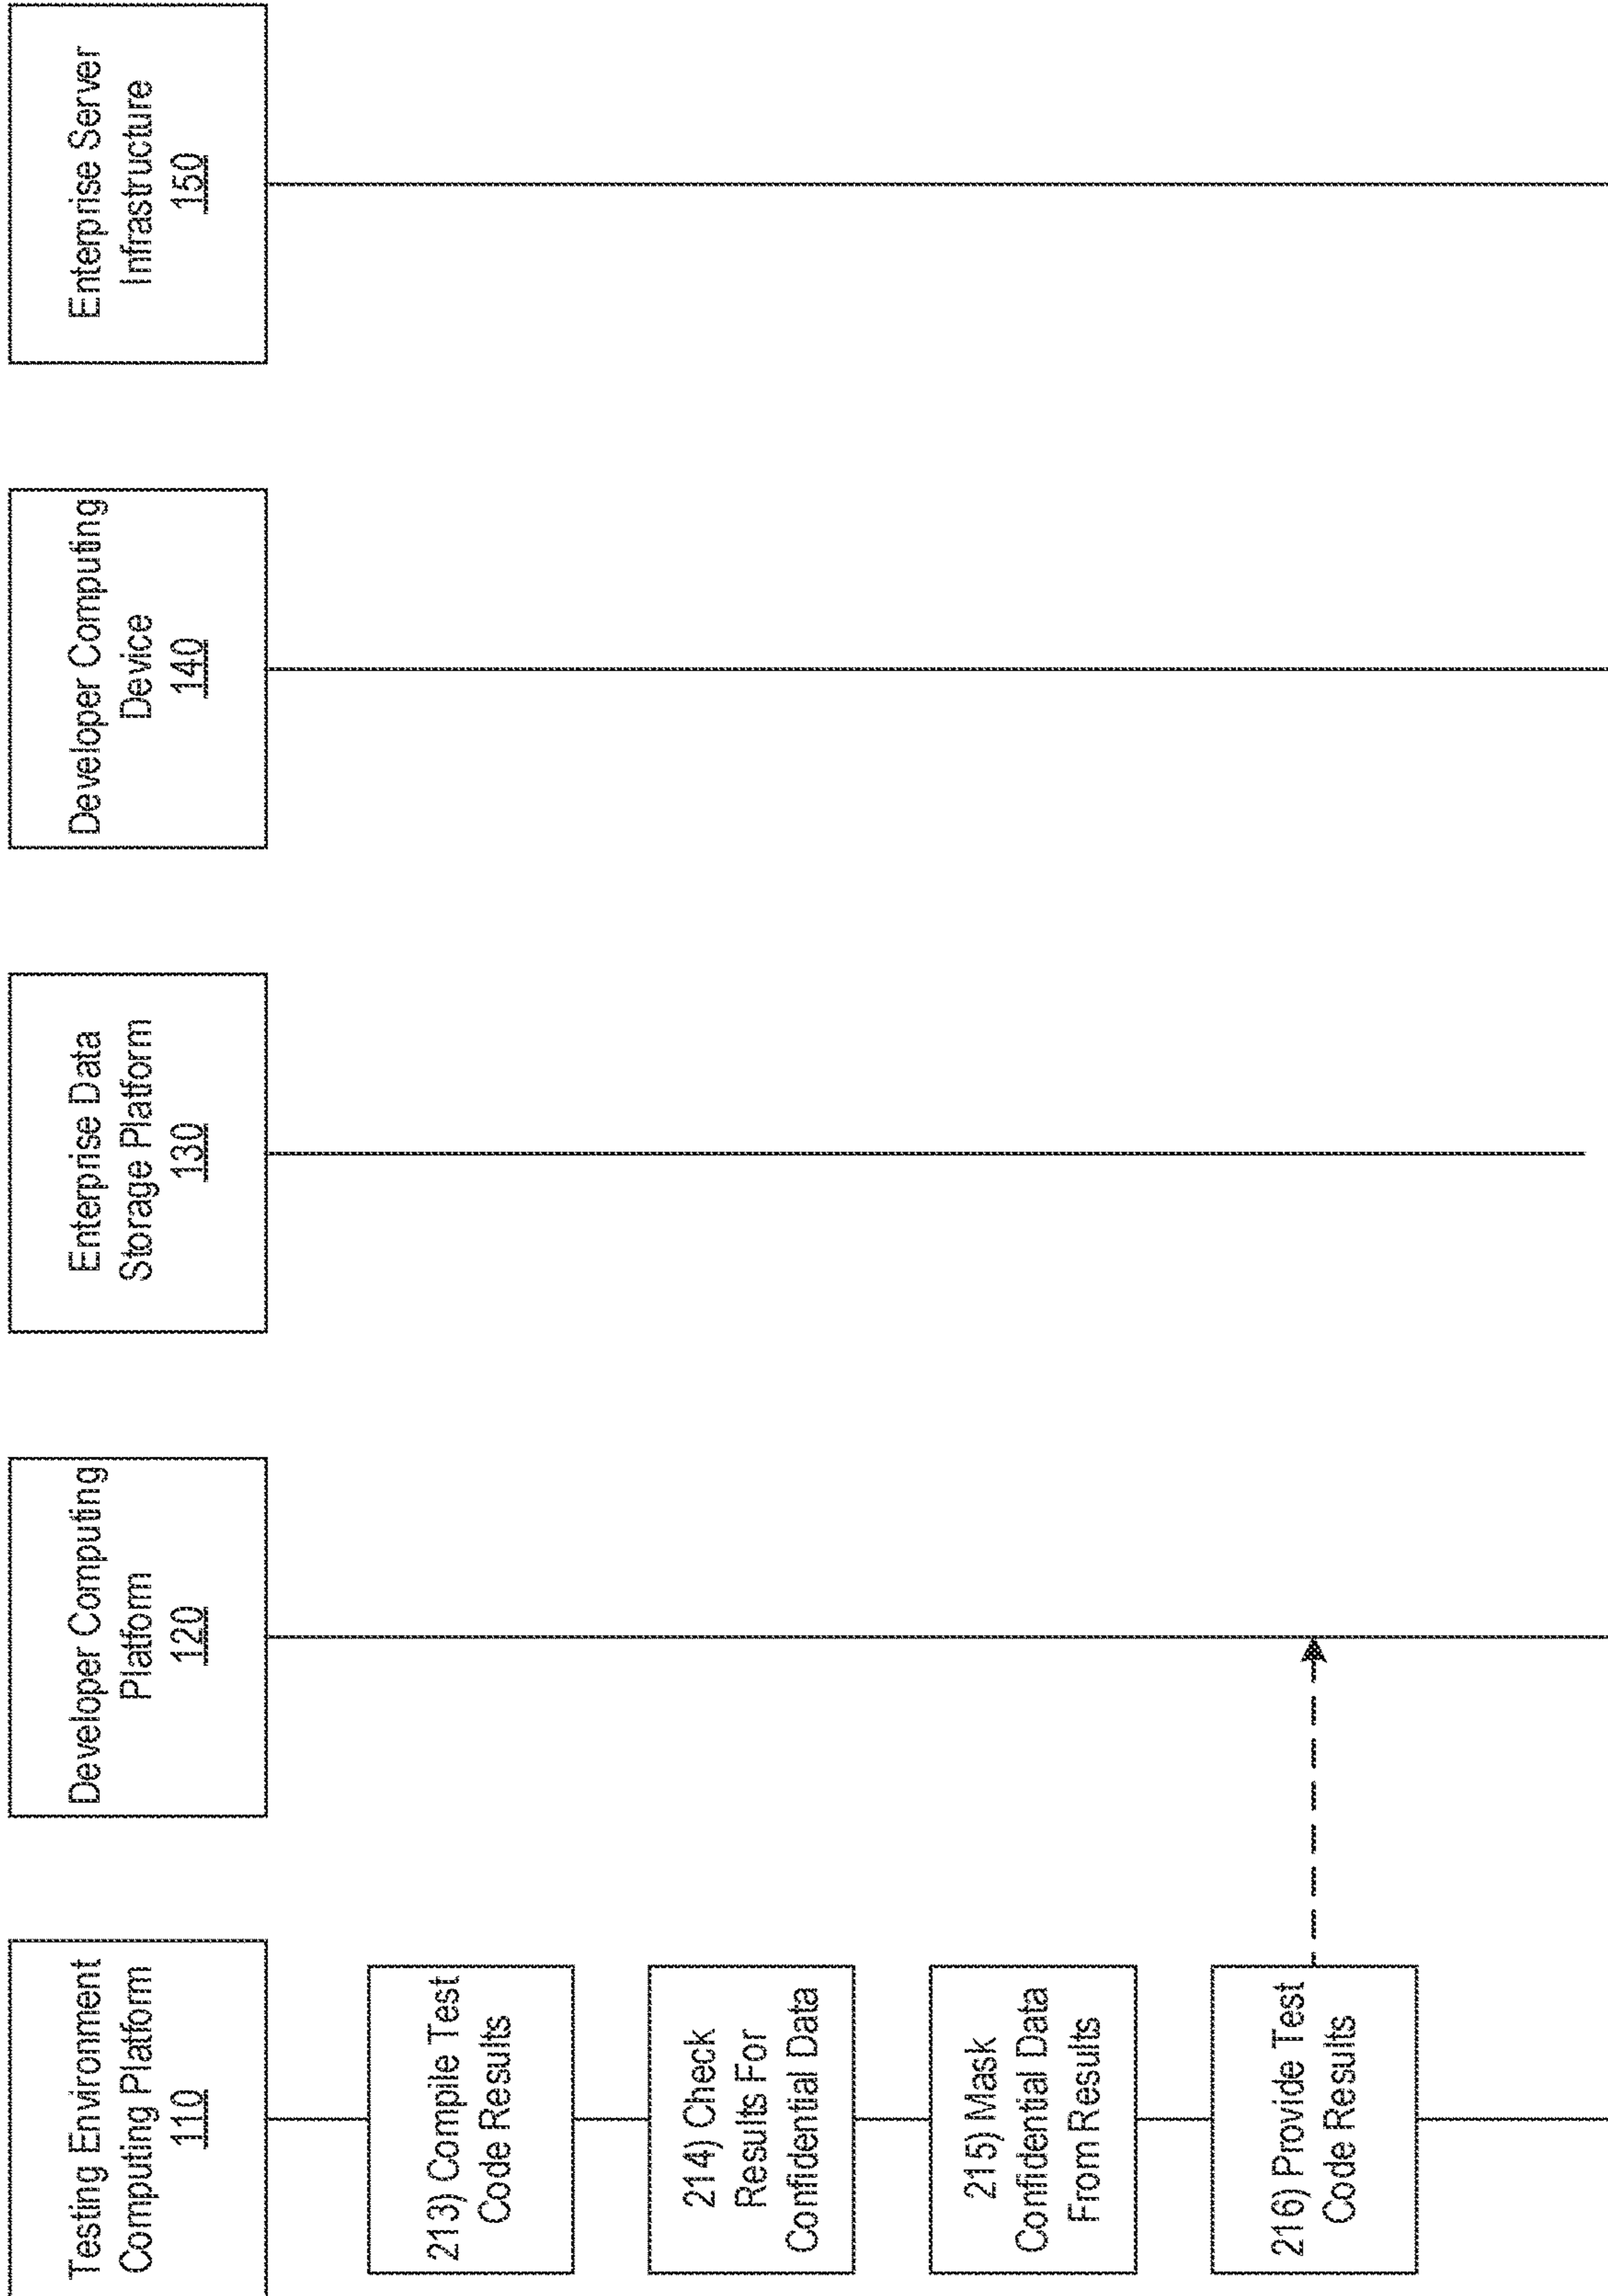 Testing Environment
Computing Platform
110
Developer Computing
Platform
120
Enterprise Data
Storage Platform
130
Developer Computing
Device
140
Enterprise Server
Infrastructure
150
213) Compile Test
Code Results
214) Check
Results For
Confidential Data
215) Mask
Confidential Data
From Results
216) Provide Test
Code Results